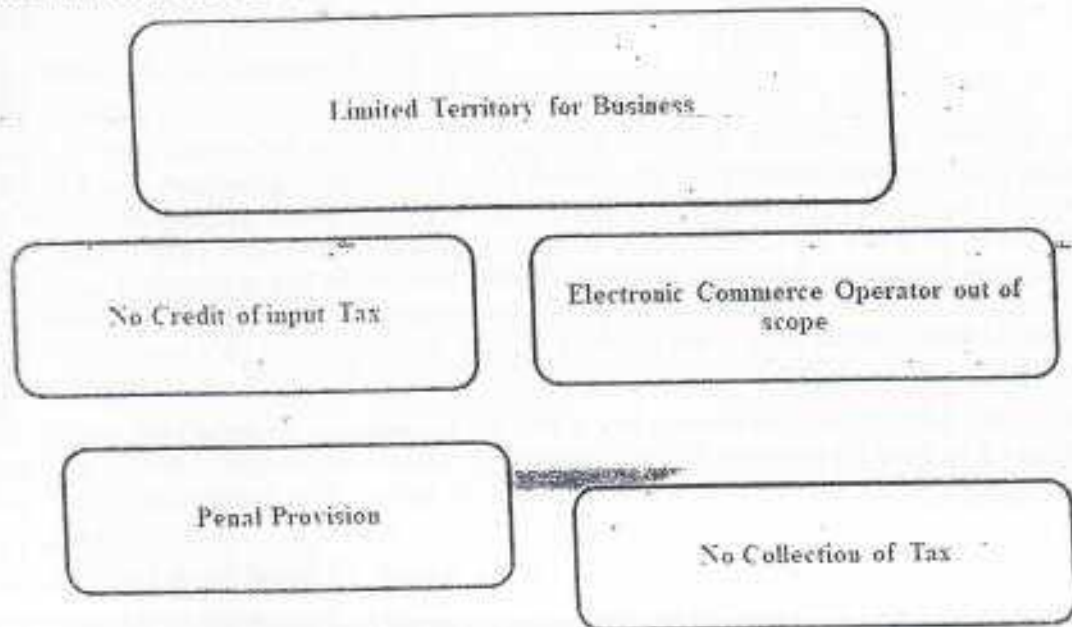 Limited Territory for Business
No Credit of input Tax
Electronic Commerce Operator out of
scope
Penal Provision
No Collection of Tax